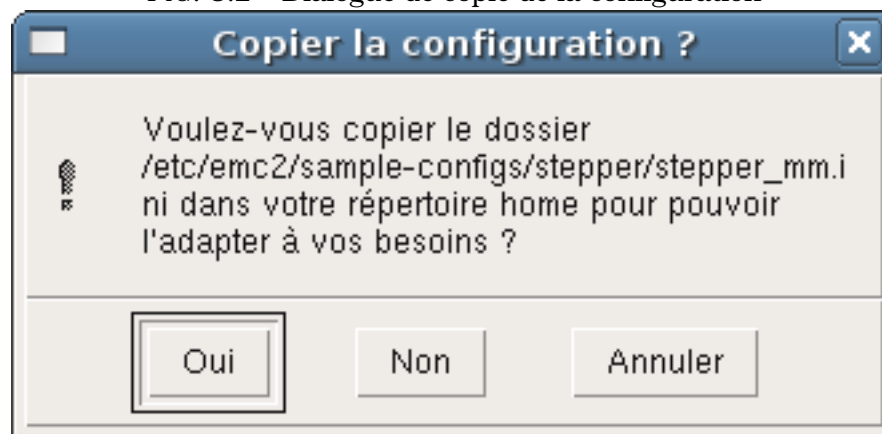 Copier la configuration ?
Voulez-vous copier le dossier
/etc/emc2/sample-configs/stepper/stepper_mm.i
ni dans votre répertoire home pour pouvoir
l'adapter à vos besoins ?
Oui Non Annuler